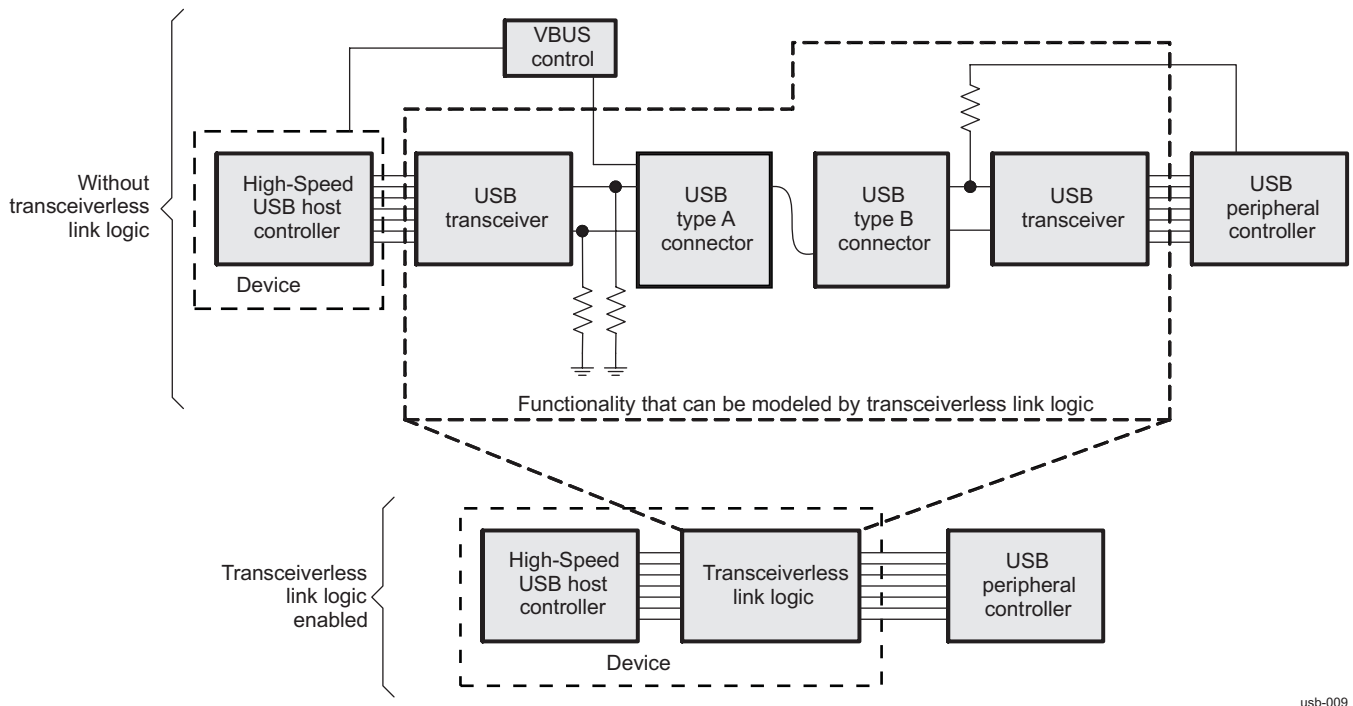 VBUS
control
Without
transceiverless
link logic
High-Speed
USB host
controller
Device
USB
transceiver
USB
type A
connector
USB
type B
connector
USB
transceiver
USB
peripheral
controller
Functionality that can be modeled by transceiverless link logic
Transceiverless
link logic
enabled
High-Speed
USB host
controller
Transceiverless
link logic
USB
peripheral
controller
Device
usb-009